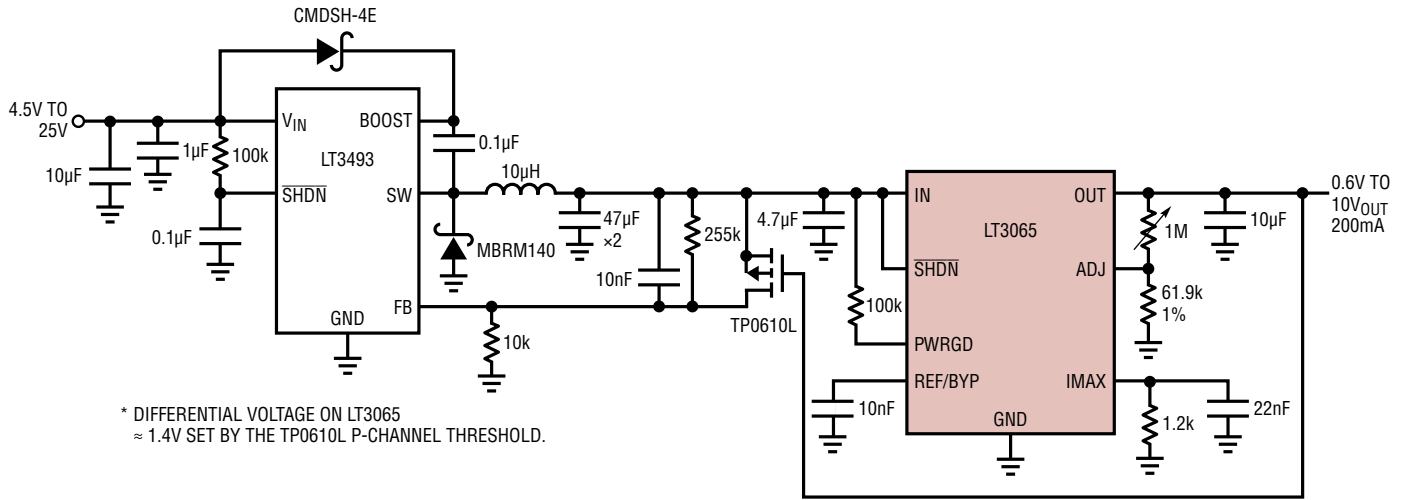 CMDSH-4E
4.5V TO
25V
VIN
BOOST
LT3493
0.1µF
1µF
100k
10µF
10µH
SHDN
SW
0.1µF
47µF
×2
255k
4.7µF
MBRM140
10nF
FB
GND
10k
TP0610L
100k
IN
OUT
LT3065
SHDN
ADJ
PWRGD
REF/BYP
IMAX
GND
1M
10µF
0.6V TO
10VOUT
200mA
61.9k
1%
10nF
1.2k
22nF
* DIFFERENTIAL VOLTAGE ON LT3065
≈ 1.4V SET BY THE TP0610L P-CHANNEL THRESHOLD.